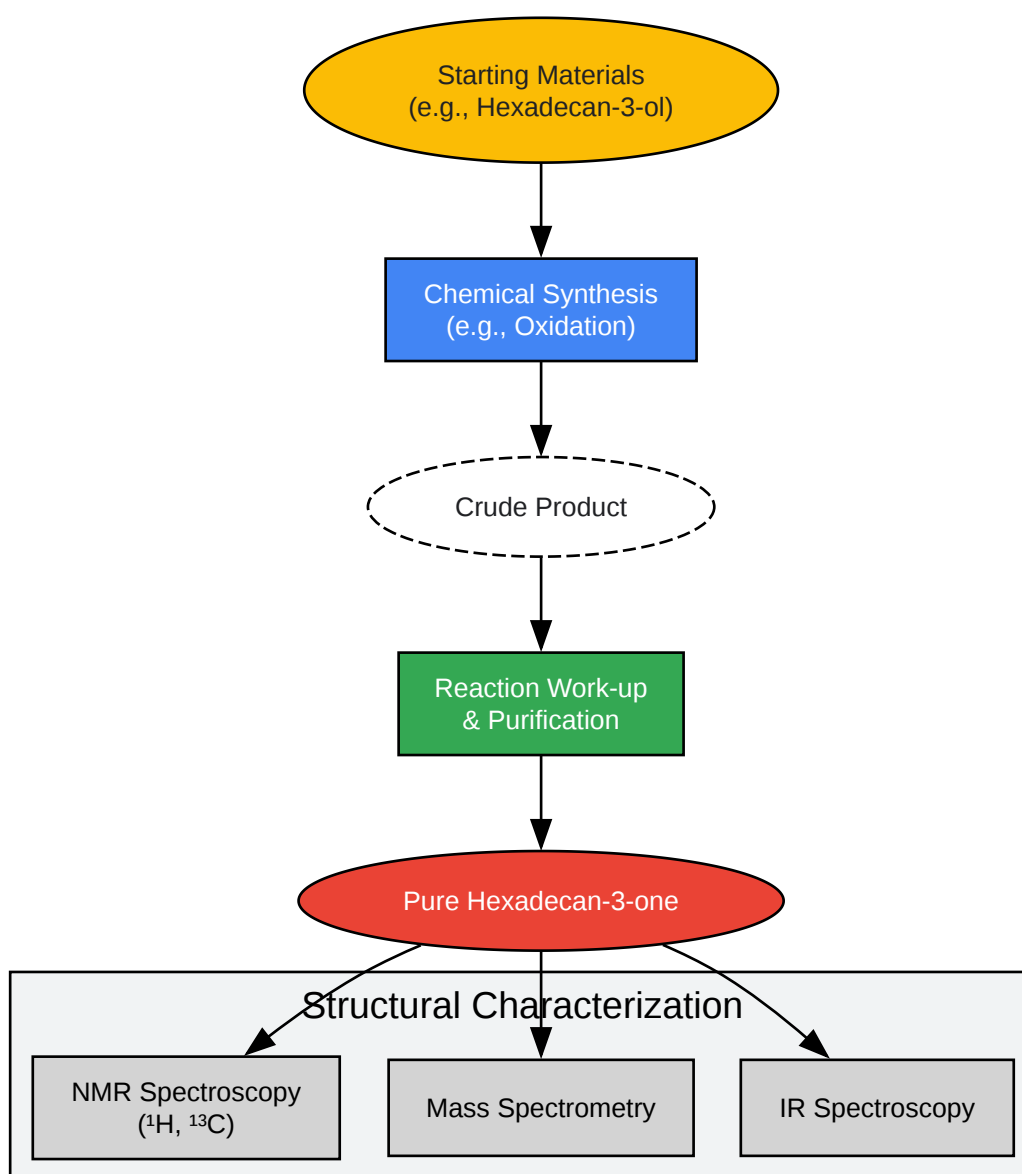 Starting Materials
(e.g., Hexadecan-3-ol)
Chemical Synthesis
(e.g., Oxidation)
Crude Product
Reaction Work-up
& Purification
Pure Hexadecan-3-one
Structural Characterization
NMR Spectroscopy
(¹H, ¹³C)
Mass Spectrometry
IR Spectroscopy